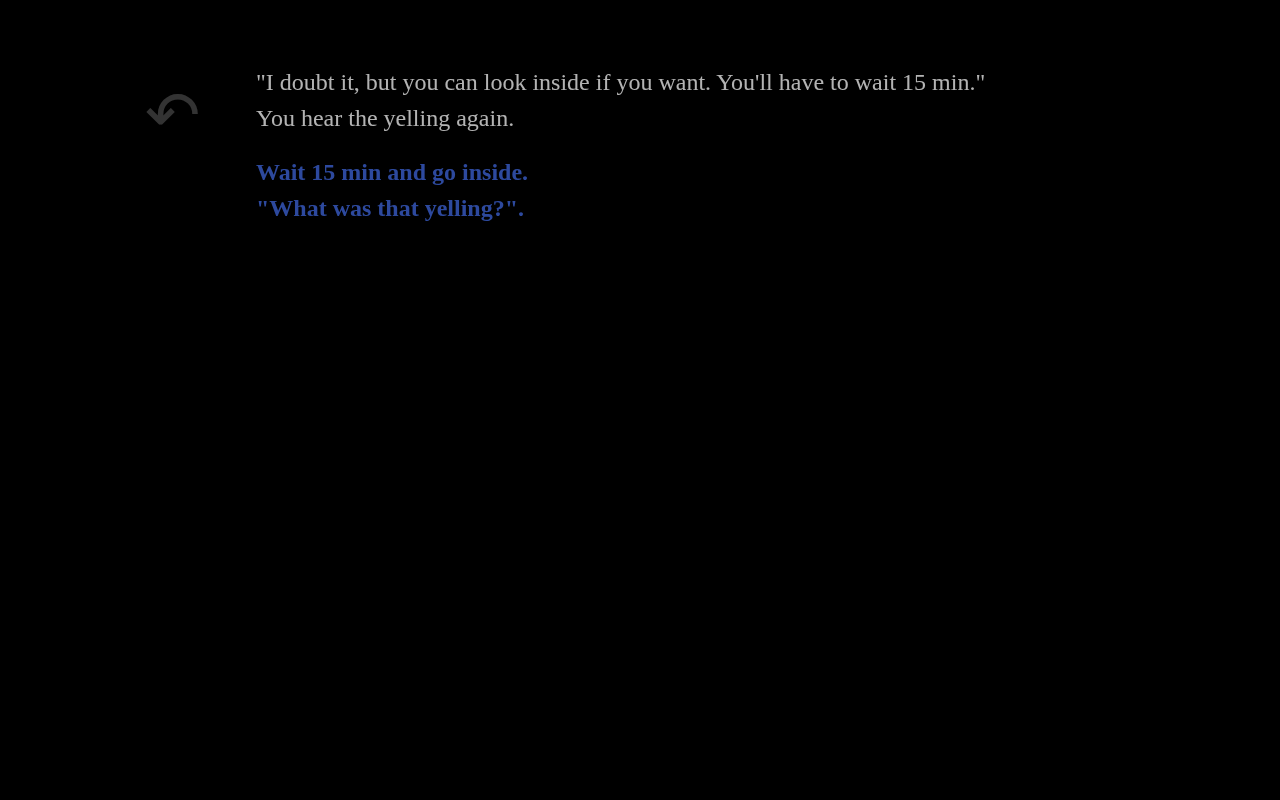 "I doubt it, but you can look inside if you want. You'll have to wait 15 min."
You hear the yelling again.
Wait 15 min and go inside.
"What was that yelling?".